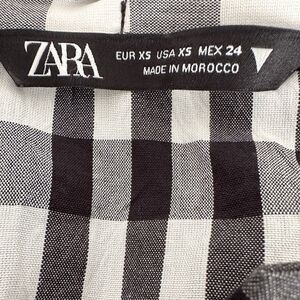 ZARA
EUR XS USA XS MEX 24
MADE IN MOROCCO